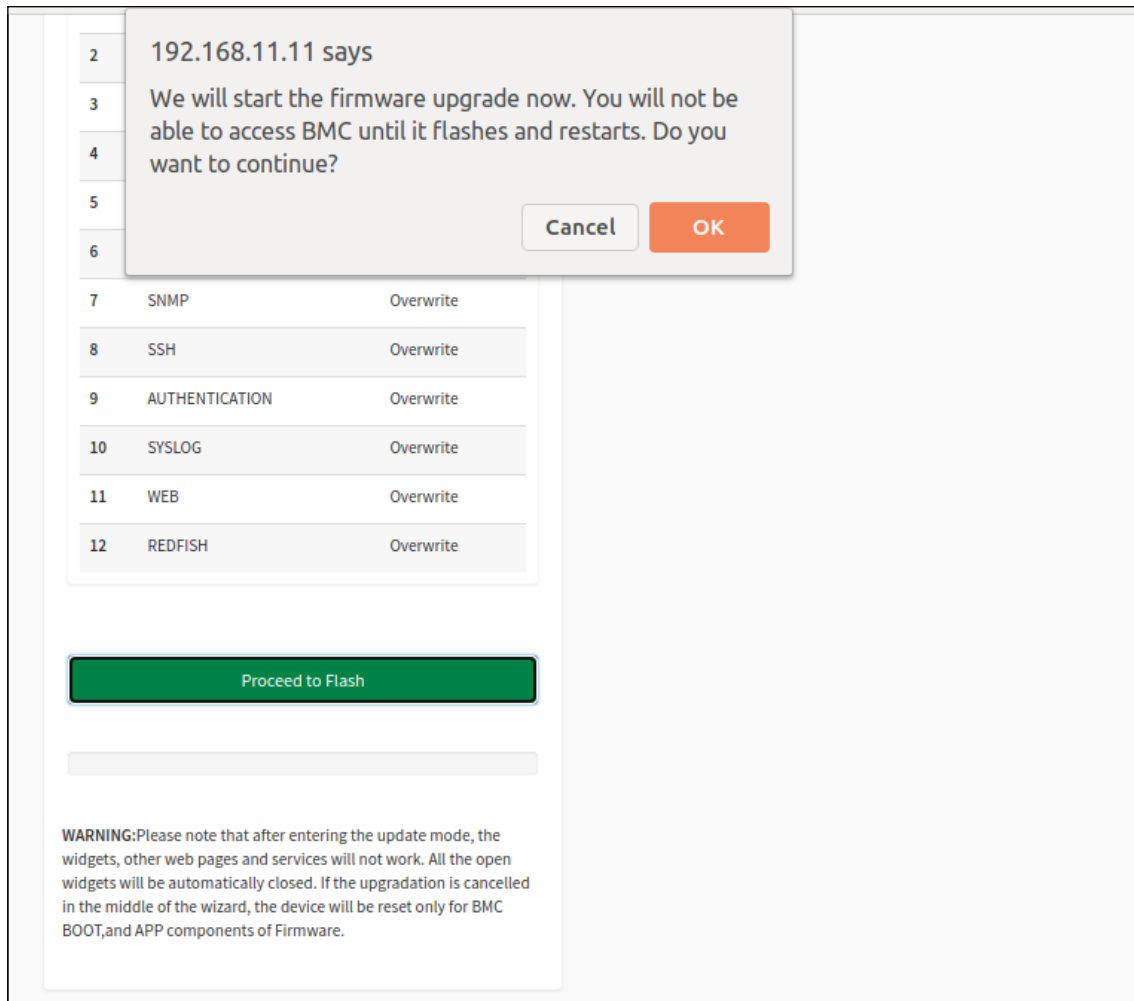 192.168.11.11 says
We will start the firmware upgrade now. You will not be
able to access BMC until it flashes and restarts. Do you
want to continue?
Cancel OK
2
3
4
5
6
7 SNMP Overwrite
8 SSH Overwrite
9 AUTHENTICATION Overwrite
10 SYSLOG Overwrite
11 WEB Overwrite
12 REDFISH Overwrite
Proceed to Flash
WARNING:Please note that after entering the update mode, the
widgets, other web pages and services will not work. All the open
widgets will be automatically closed. If the upgradation is cancelled
in the middle of the wizard, the device will be reset only for BMC
BOOT,and APP components of Firmware.